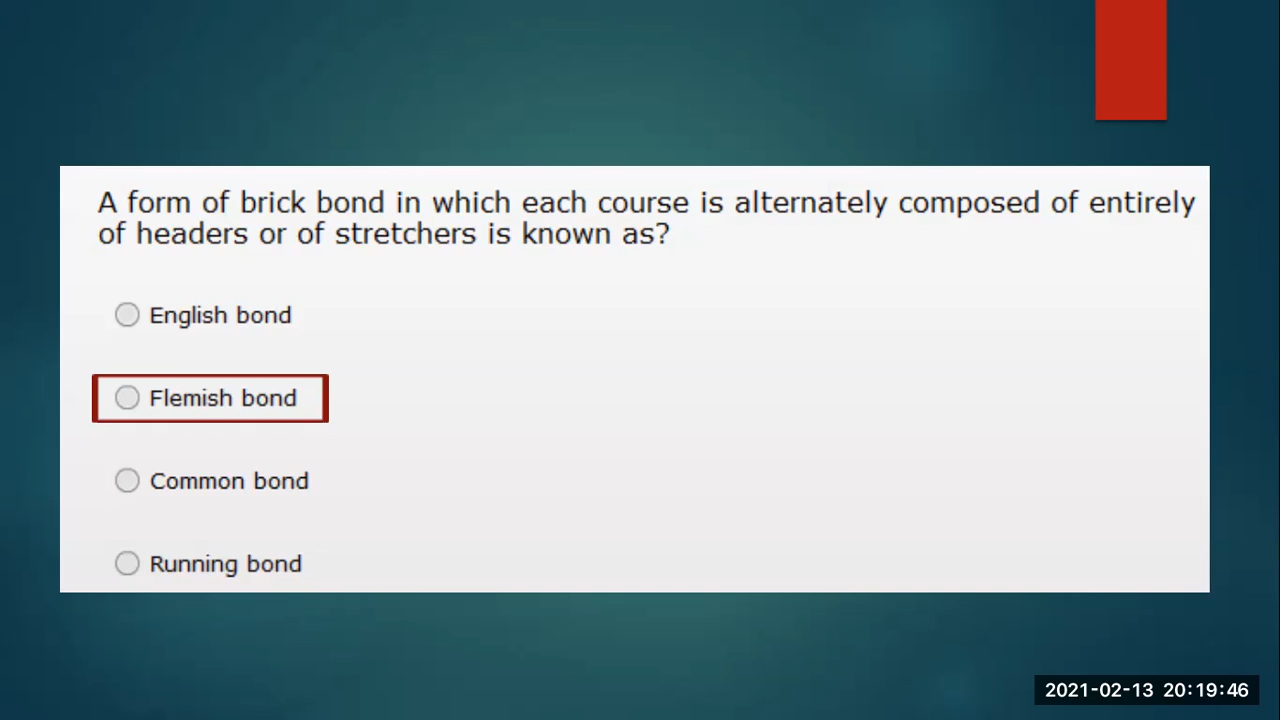 A form of brick bond in which each course is alternately composed of entirely
of headers or of stretchers is known as?
English bond
Flemish bond
Common bond
Running bond
2021-02-13 20:19:46